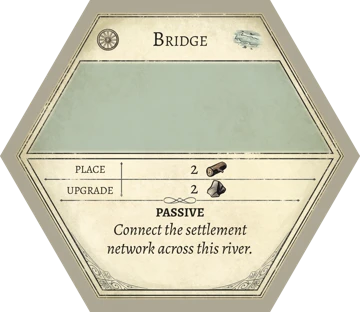 BRIDGE
PLACE 2
UPGRADE 2
PASSIVE
Connect the settlement
network across this river.